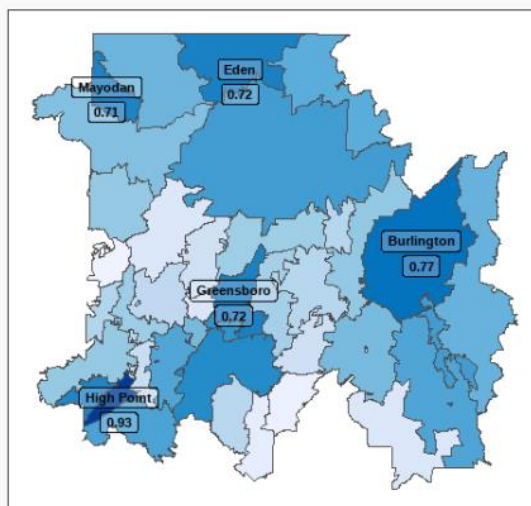 Eden
0.72
Mayodan
0.71
Burlington
0.77
Greensboro
0.72
High Point
0.93